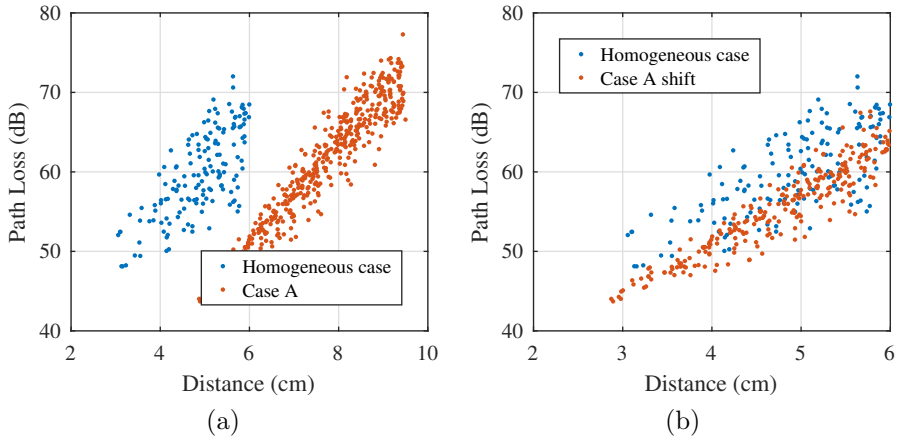 80
70
60
50
40
Path Loss (dB)
2
4
6
8
10
Distance (cm)
Homogeneous case
Case A
(a)
80
70
60
50
40
Path Loss (dB)
2
3
4
5
6
Distance (cm)
Homogeneous case
Case A shift
(b)